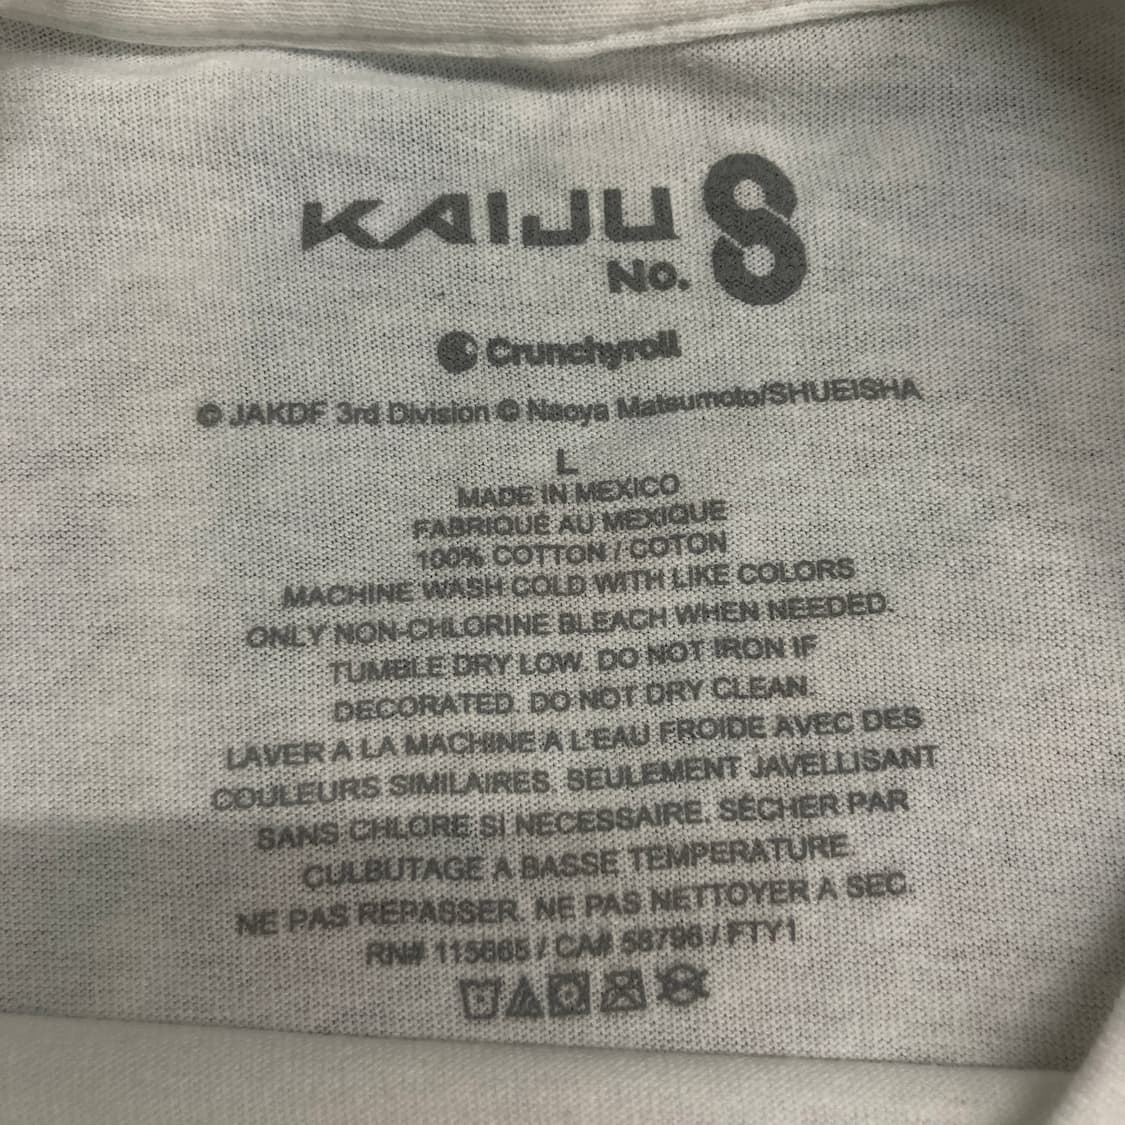 KAIJU No. 8
Crunchyroll
© JAKDF 3rd Division © Naoya Matsumoto/SHUEISHA
L
MADE IN MEXICO
FABRIQUÉ AU MEXIQUE
100% COTTON / COTON
MACHINE WASH COLD WITH LIKE COLORS
ONLY NON-CHLORINE BLEACH WHEN NEEDED.
TUMBLE DRY LOW. DO NOT IRON IF
DECORATED. DO NOT DRY CLEAN.
LAVER A LA MACHINE A L'EAU FROIDE AVEC DES
COULEURS SIMILAIRES. SEULEMENT JAVELLISANT
SANS CHLORE SI NECESSAIRE. SÉCHER PAR
CULBUTAGE A BASSE TEMPERATURE.
NE PAS REPASSER. NE PAS NETTOYER A SEC.
RN# 115665 / CA# 56796 / FTY1